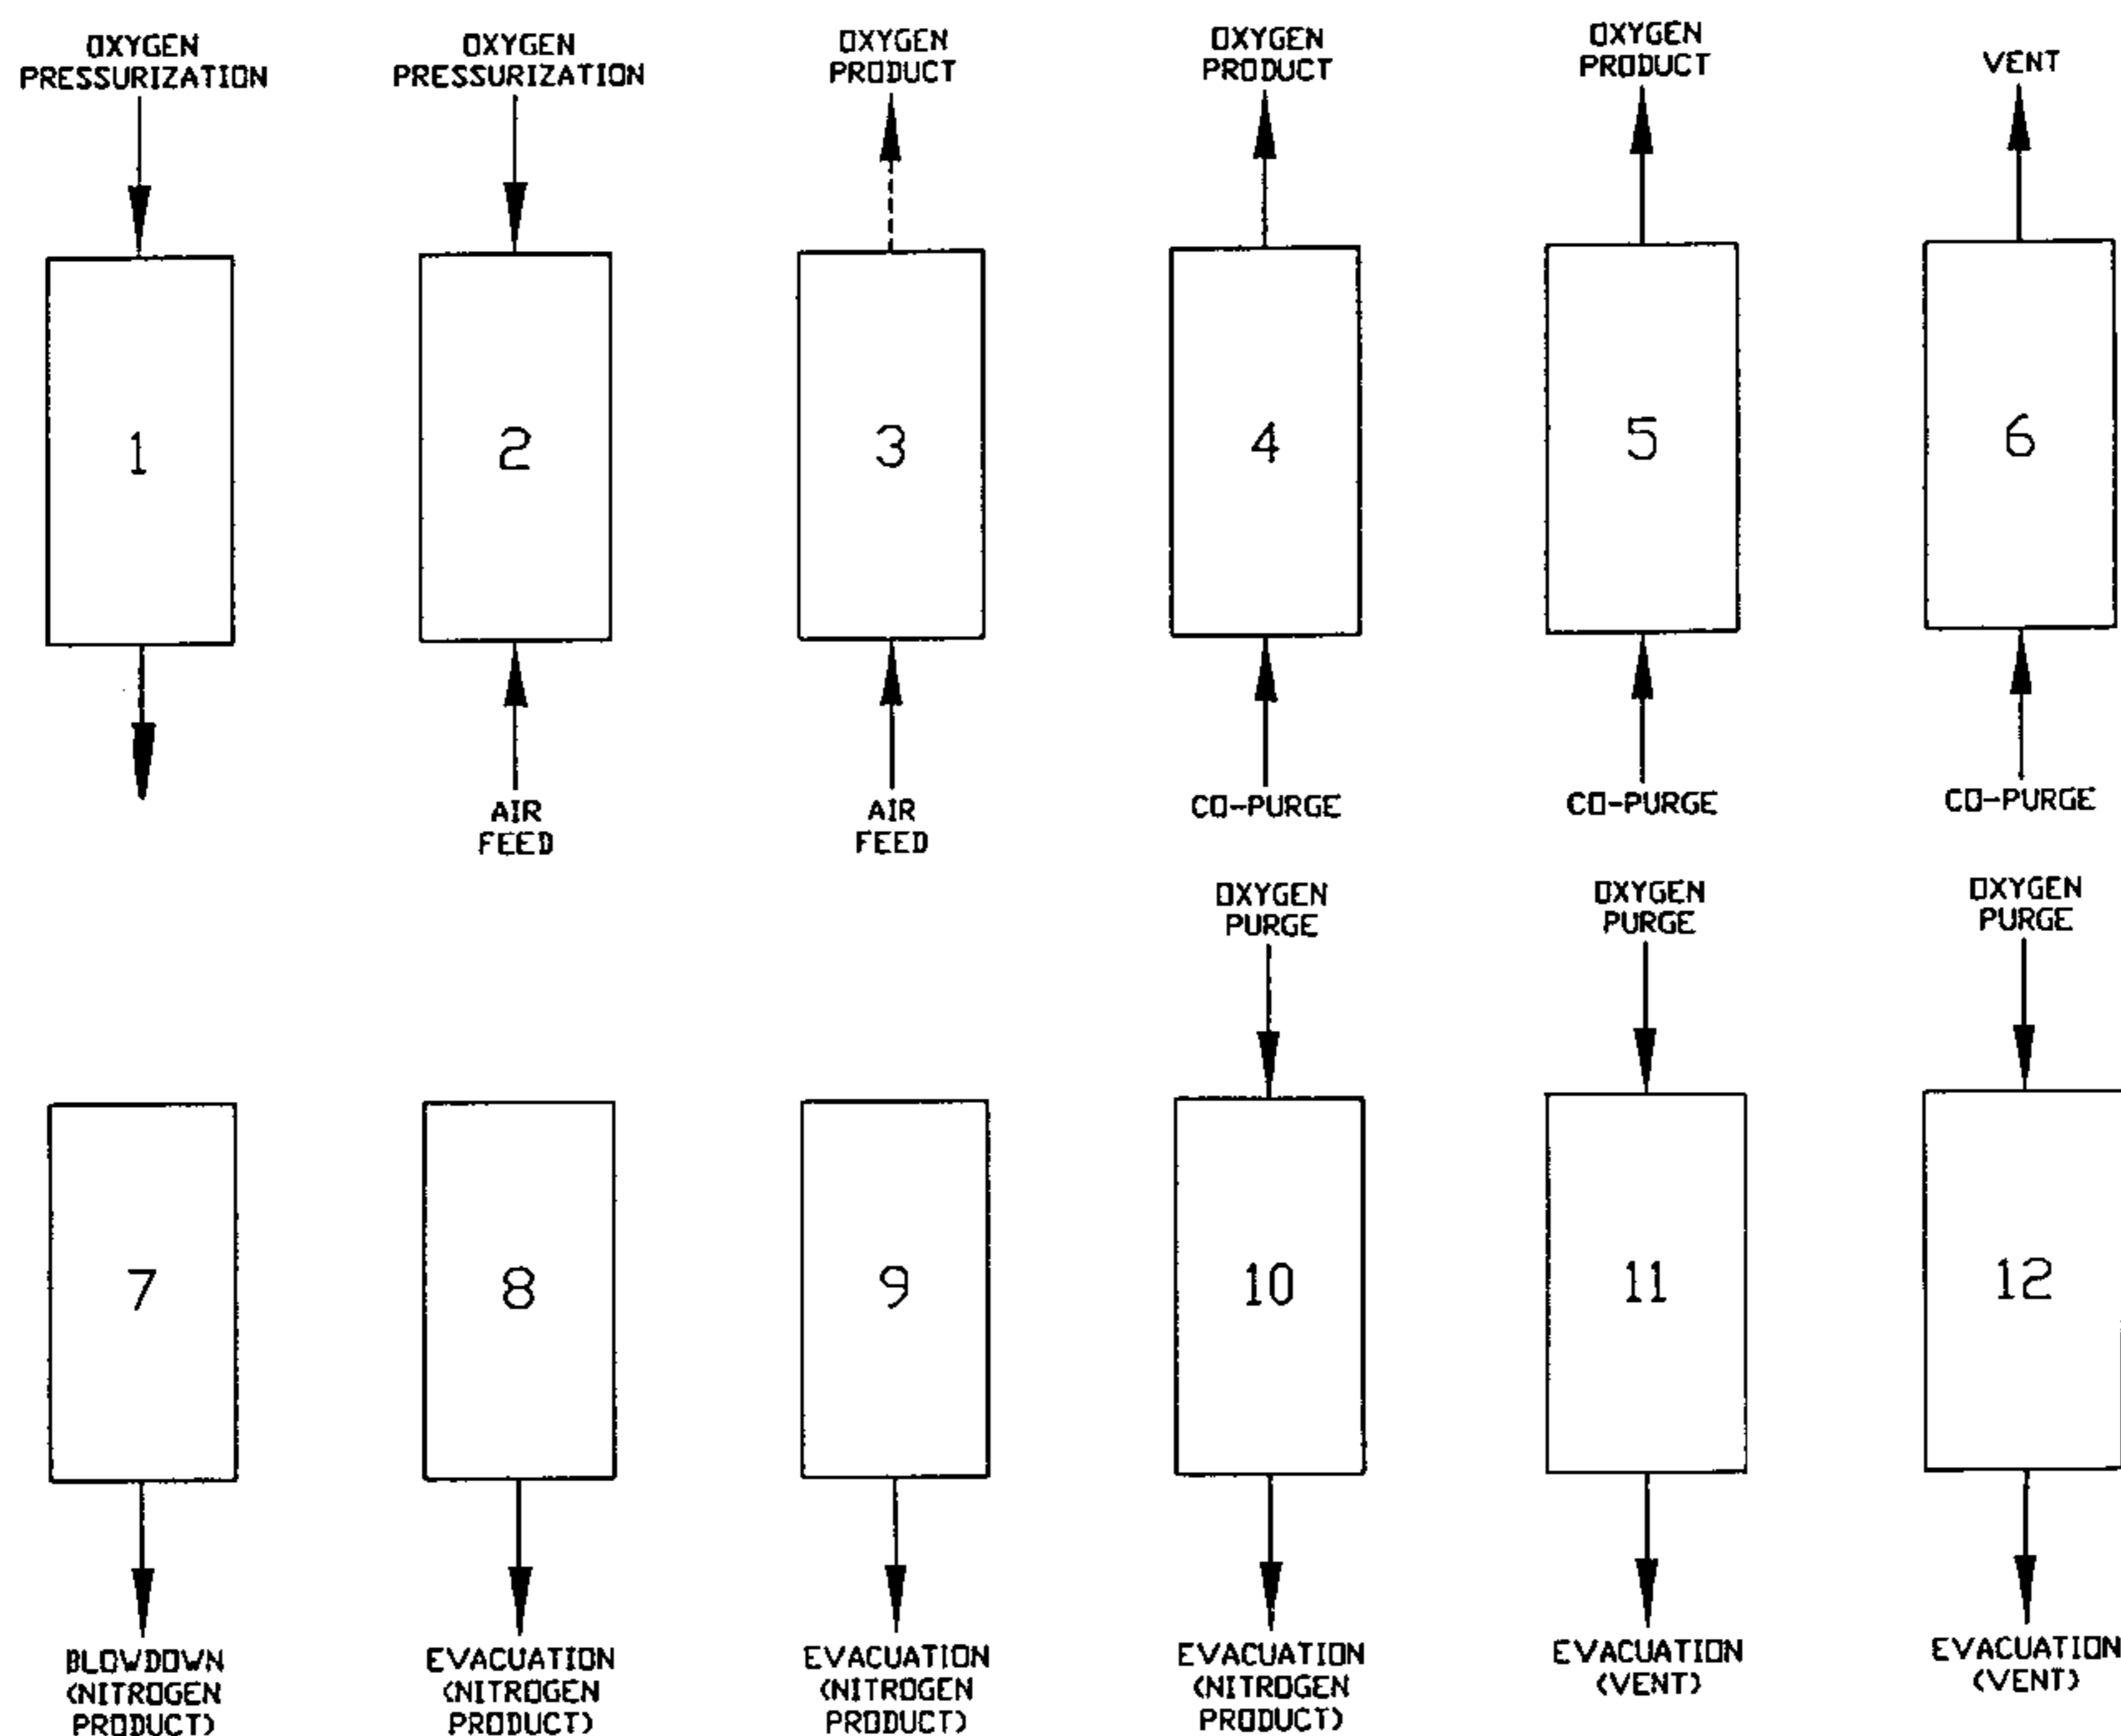 OXYGEN
PRESSURIZATION
OXYGEN
PRESSURIZATION
OXYGEN
PRODUCT
OXYGEN
PRODUCT
OXYGEN
PRODUCT
VENT
1
2
3
4
5
6
AIR
FEED
AIR
FEED
CO-PURGE
CO-PURGE
CO-PURGE
OXYGEN
PURGE
OXYGEN
PURGE
OXYGEN
PURGE
7
8
9
10
11
12
BLOWDOWN
(NITROGEN
PRODUCT)
EVACUATION
(NITROGEN
PRODUCT)
EVACUATION
(NITROGEN
PRODUCT)
EVACUATION
(NITROGEN
PRODUCT)
EVACUATION
(VENT)
EVACUATION
(VENT)